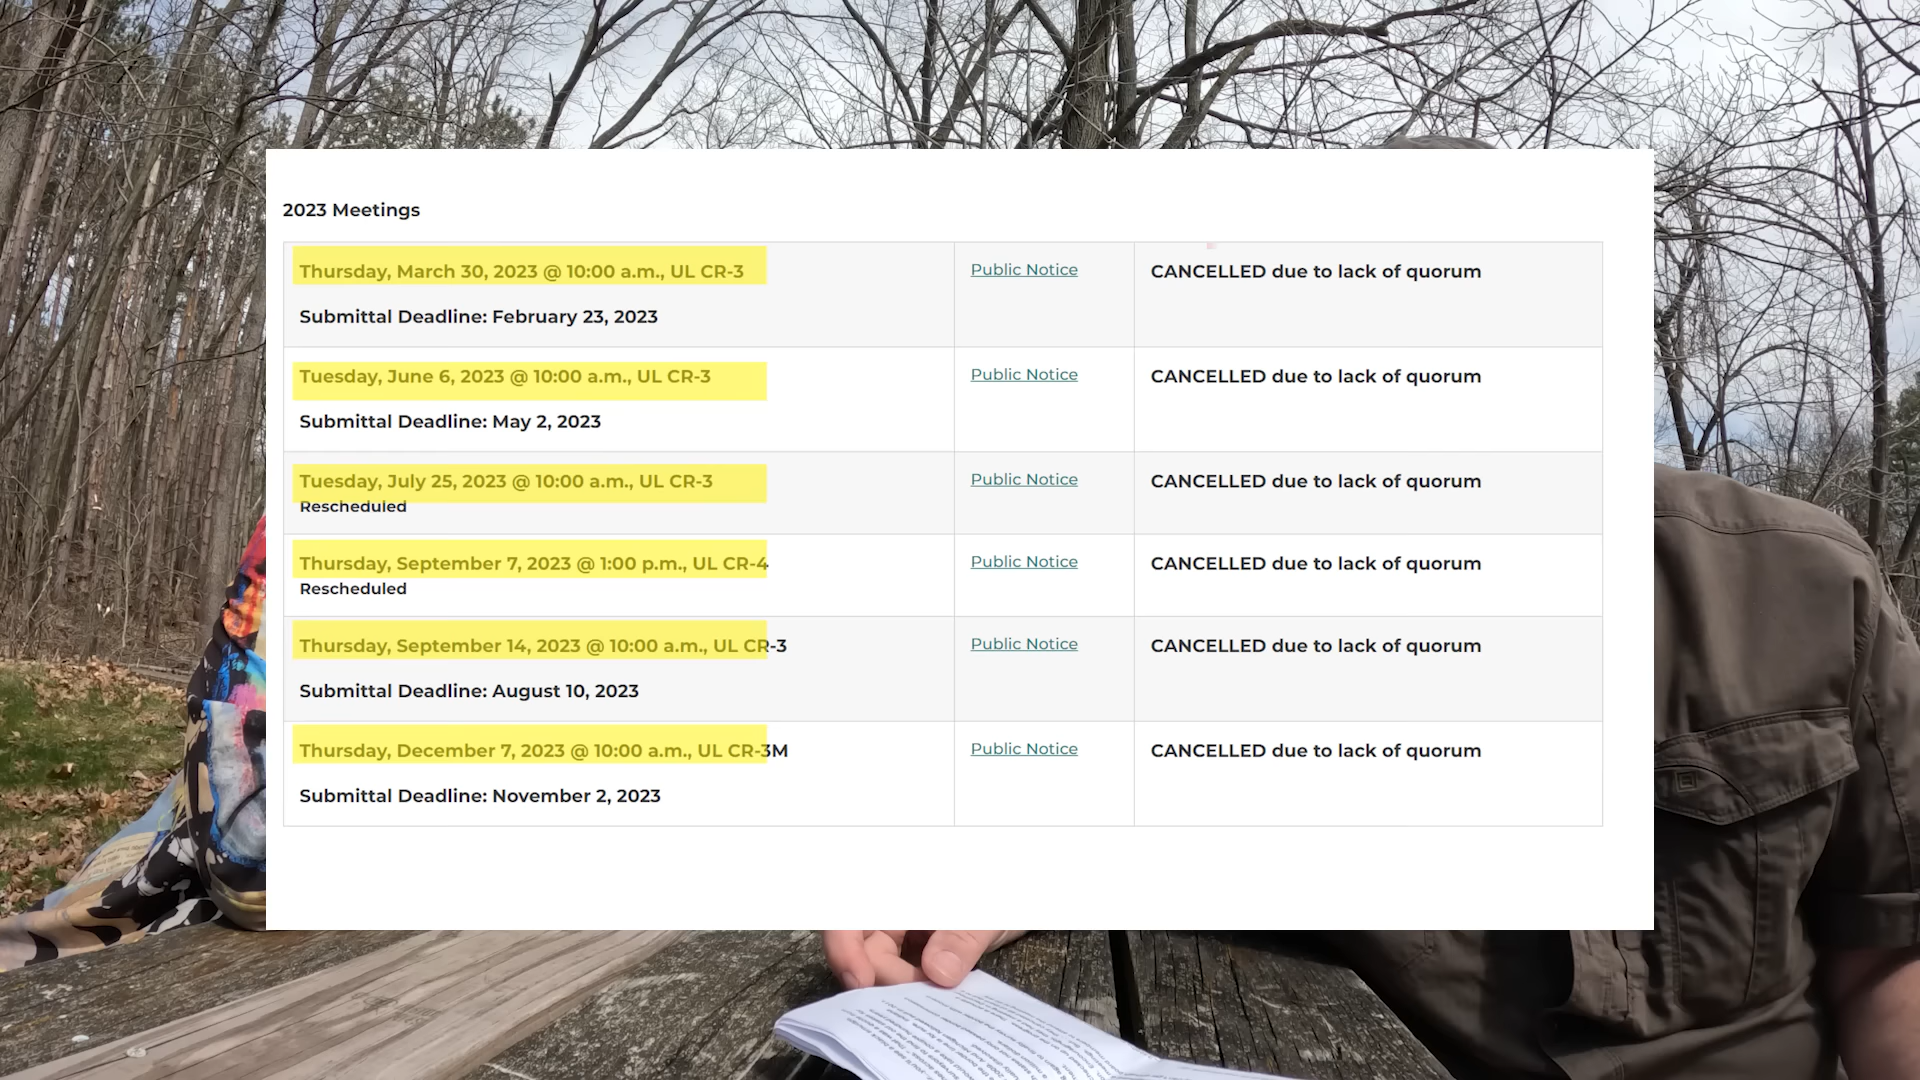 2023 Meetings
Thursday, March 30, 2023 @ 10:00 a.m., UL CR-3
Public Notice
CANCELLED due to lack of quorum
Submittal Deadline: February 23, 2023
Tuesday, June 6, 2023 @ 10:00 a.m., UL CR-3
Public Notice
CANCELLED due to lack of quorum
Submittal Deadline: May 2, 2023
Tuesday, July 25, 2023 @ 10:00 a.m., UL CR-3
Public Notice
CANCELLED due to lack of quorum
Rescheduled
Thursday, September 7, 2023 @ 1:00 p.m., UL CR-4
Public Notice
CANCELLED due to lack of quorum
Rescheduled
Thursday, September 14, 2023 @ 10:00 a.m., UL CR-3
Public Notice
CANCELLED due to lack of quorum
Submittal Deadline: August 10, 2023
Thursday, December 7, 2023 @ 10:00 a.m., UL CR-3M
Public Notice
CANCELLED due to lack of quorum
Submittal Deadline: November 2, 2023